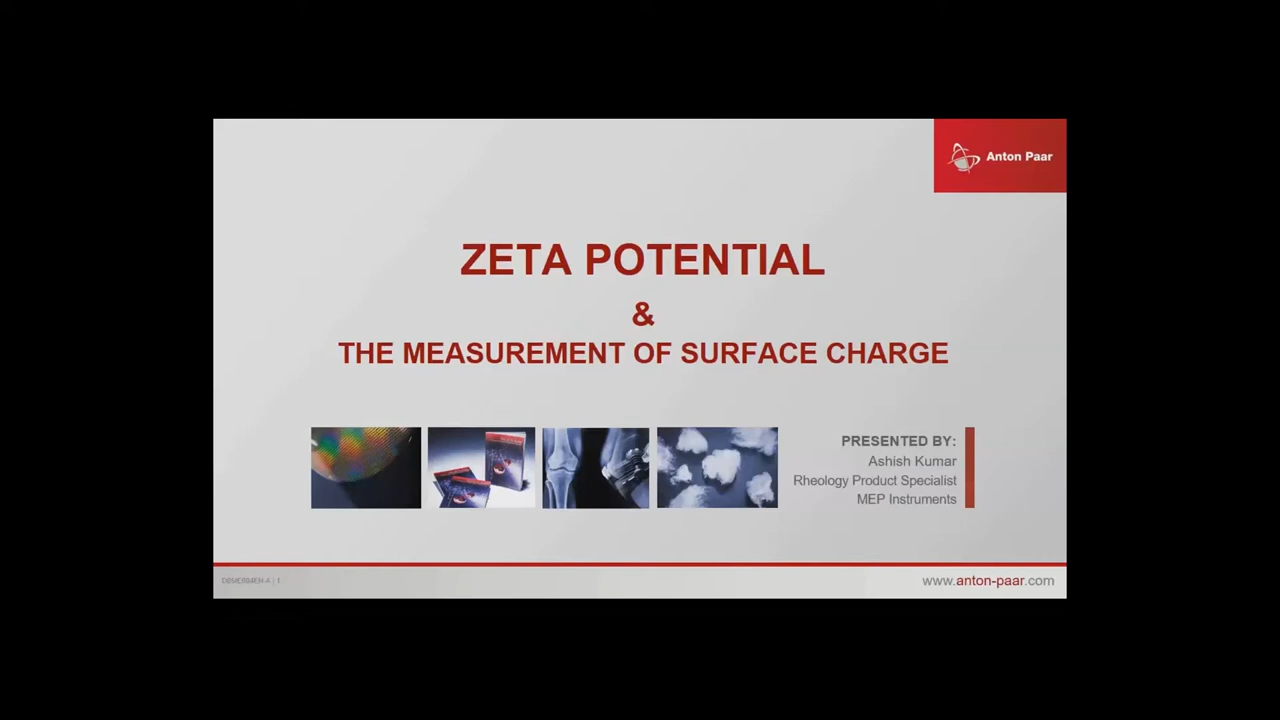 Anton Paar
ZETA POTENTIAL
&
THE MEASUREMENT OF SURFACE CHARGE
PRESENTED BY:
Ashish Kumar
Rheology Product Specialist
MEP Instruments
www.anton-paar.com